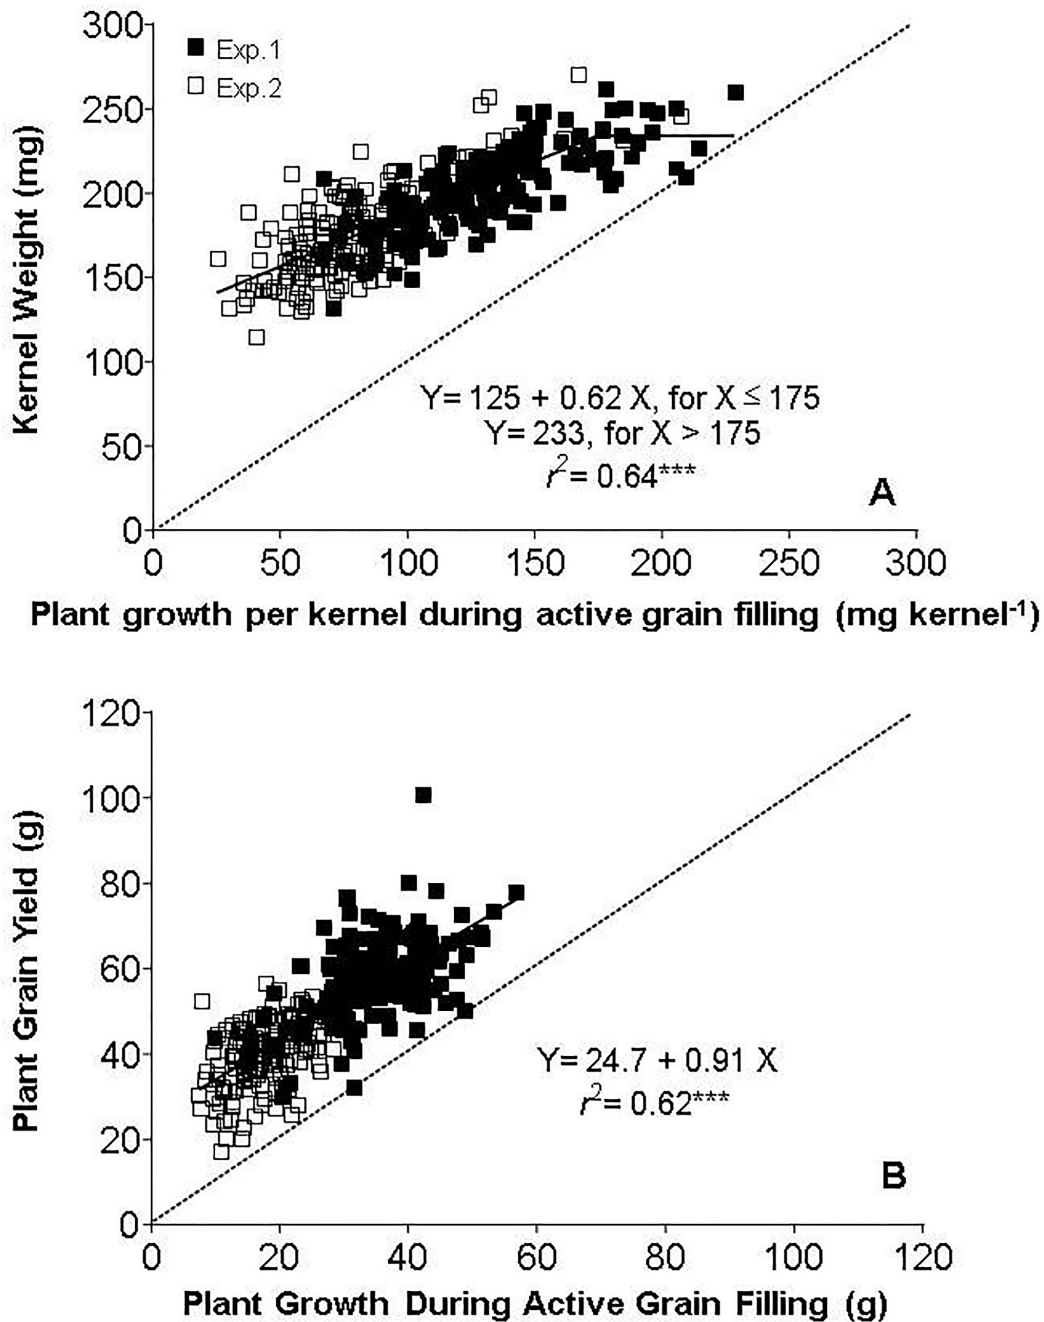 300
Exp.1
Exp.2
250
200
150
100
50
0
Kernel Weight (mg)
Y= 125 + 0.62 X, for X ≤ 175
Y= 233, for X > 175
r²= 0.64***
A
0 50 100 150 200 250 300
Plant growth per kernel during active grain filling (mg kernel⁻¹)
120
100
80
60
40
20
0
Plant Grain Yield (g)
Y= 24.7 + 0.91 X
r²= 0.62***
B
0 20 40 60 80 100 120
Plant Growth During Active Grain Filling (g)